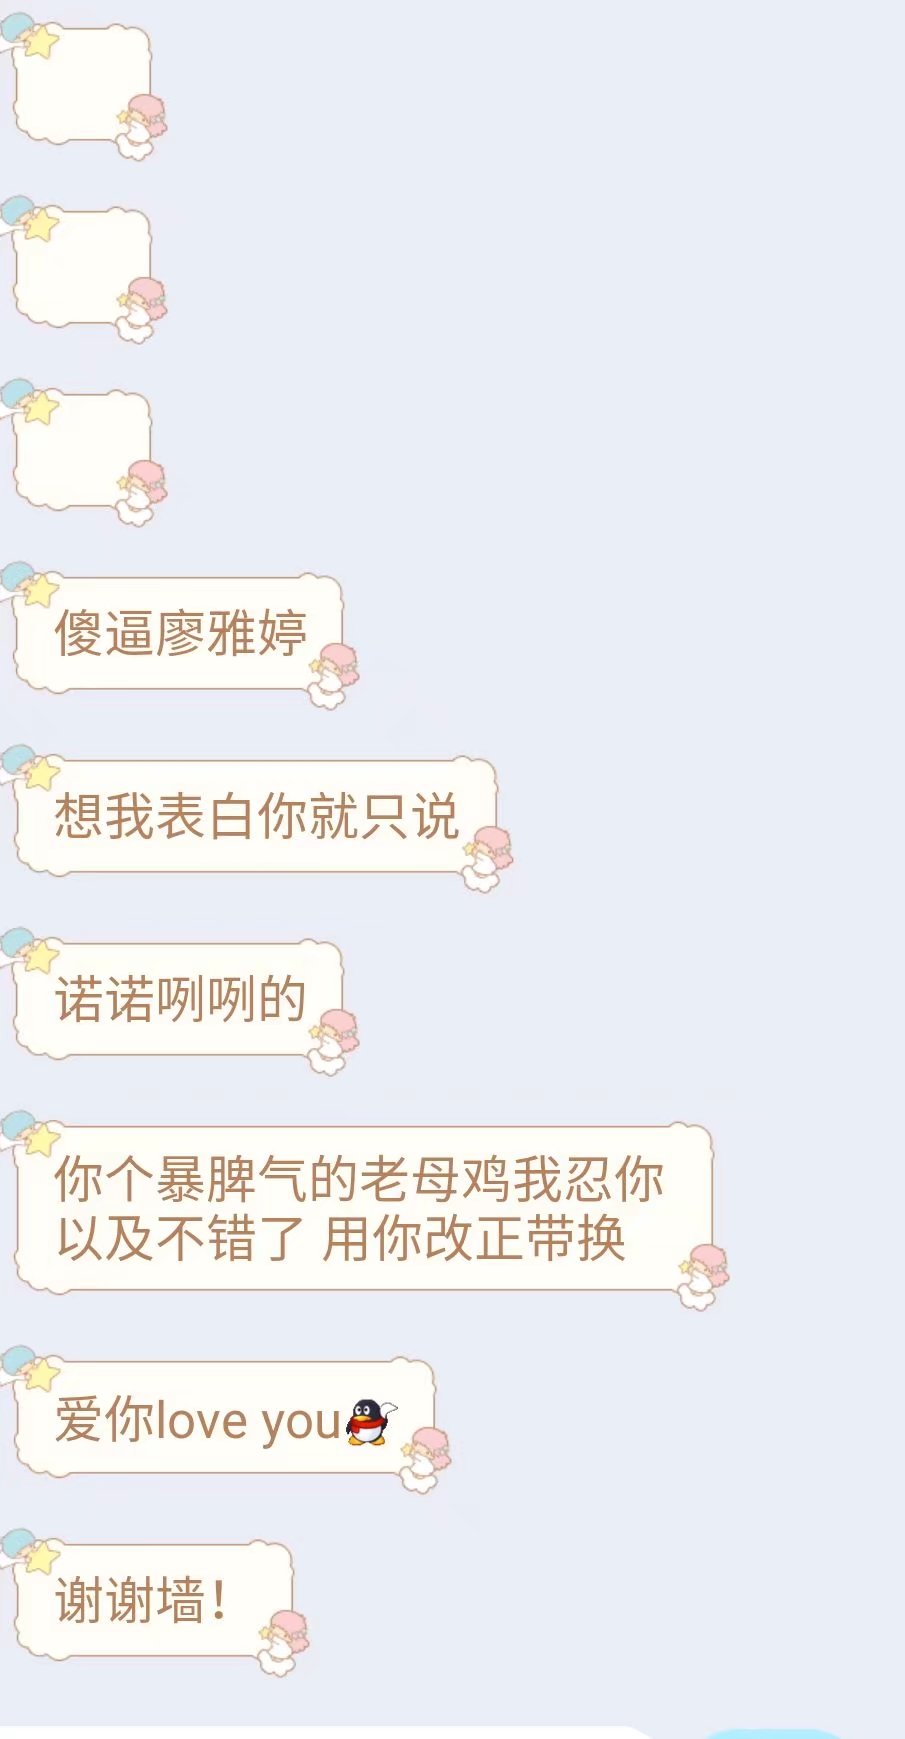 傻逼廖雅婷
想我表白你就只说
诺诺咧咧的
你个暴脾气的老母鸡我忍你
以及不错了 用你改正带换
爱你love you
谢谢墙！